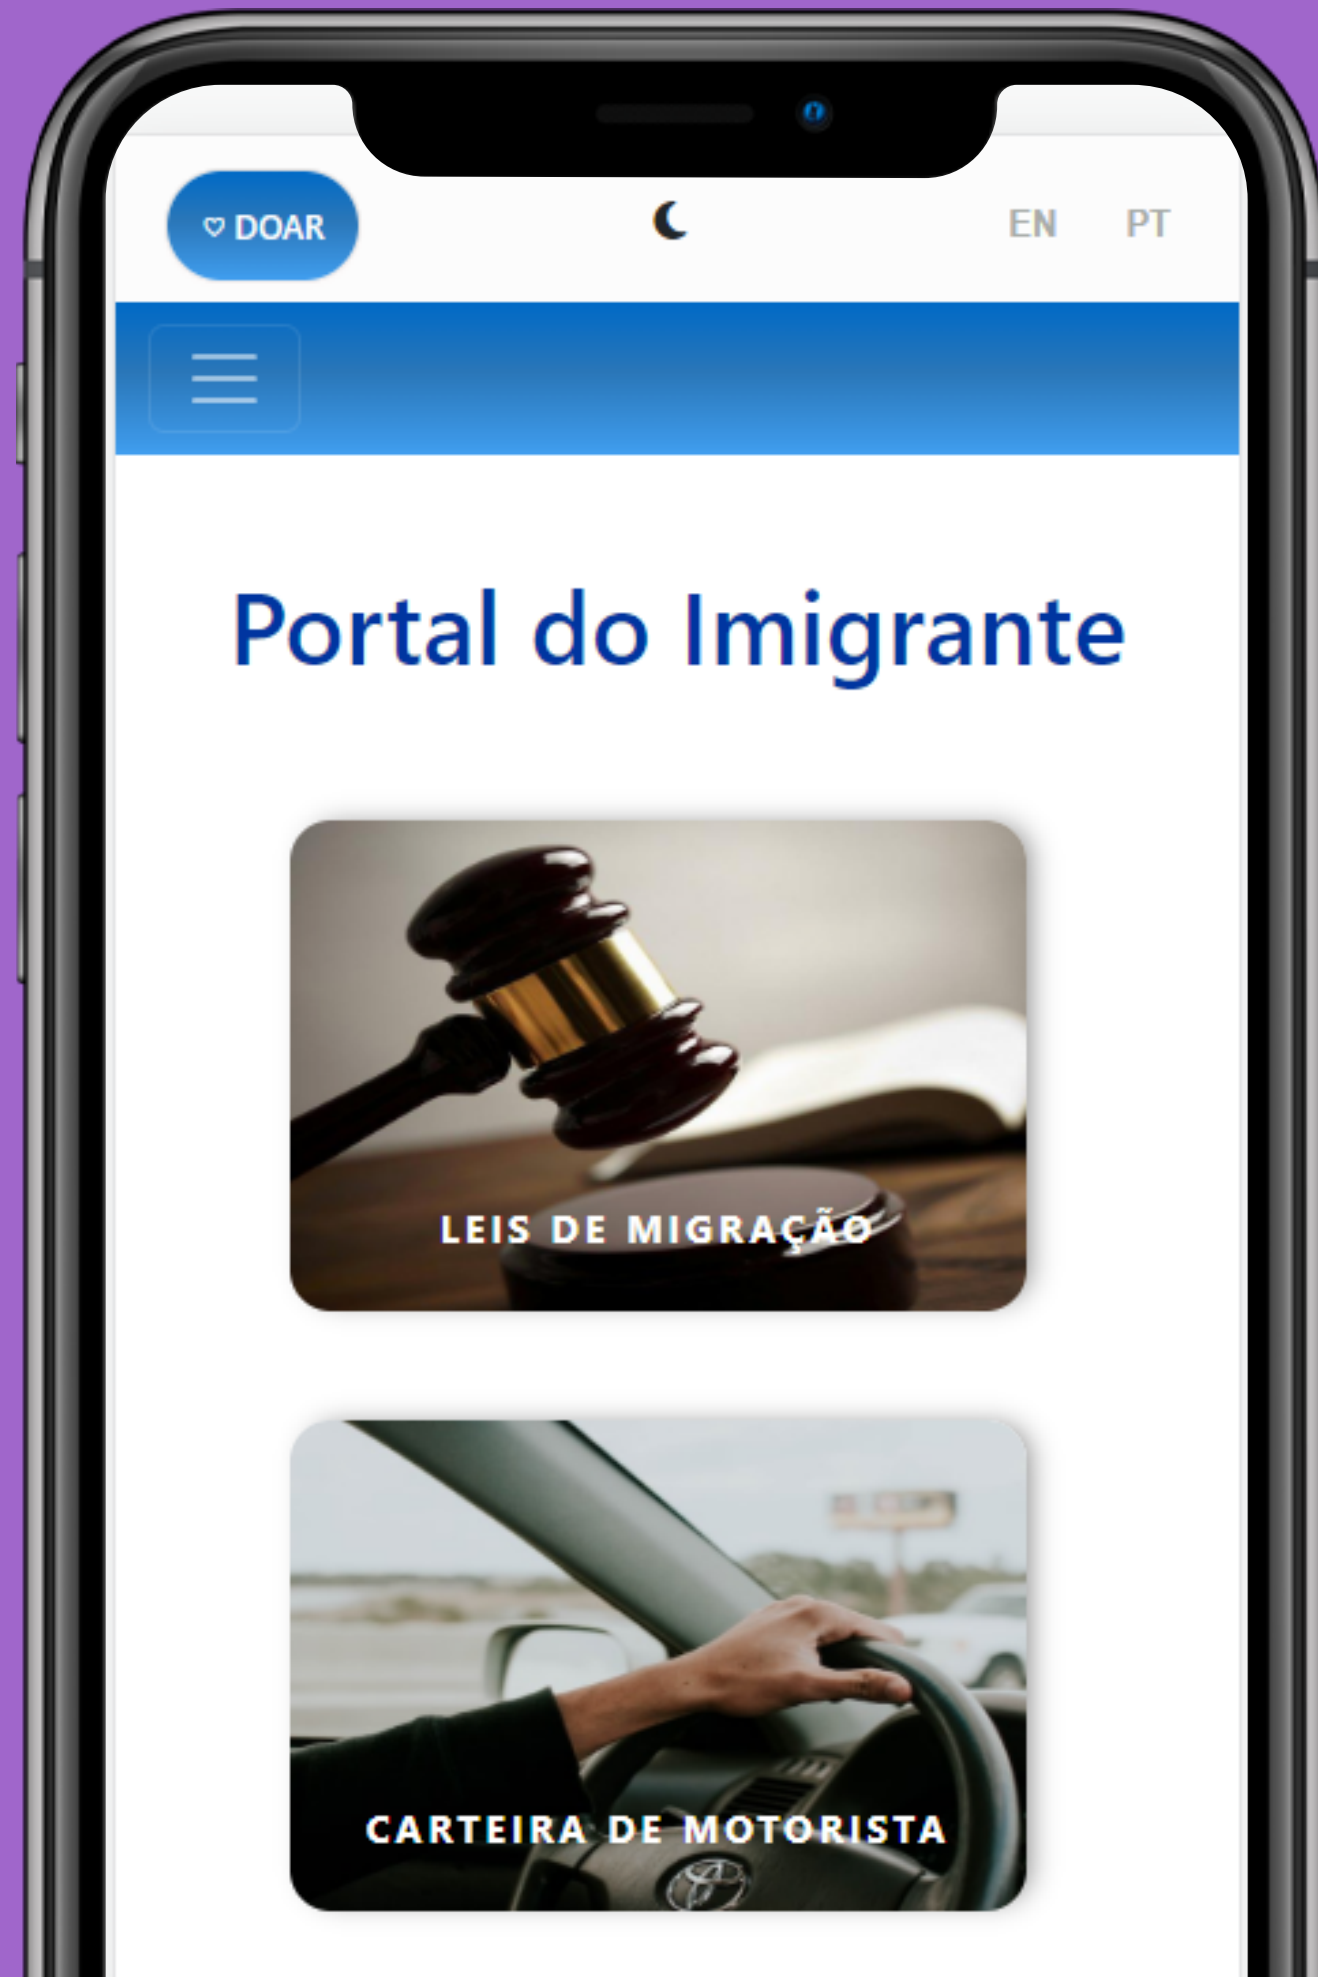 ♡ DOAR
EN PT
Portal do Imigrante
LEIS DE MIGRAÇÃO
CARTEIRA DE MOTORISTA